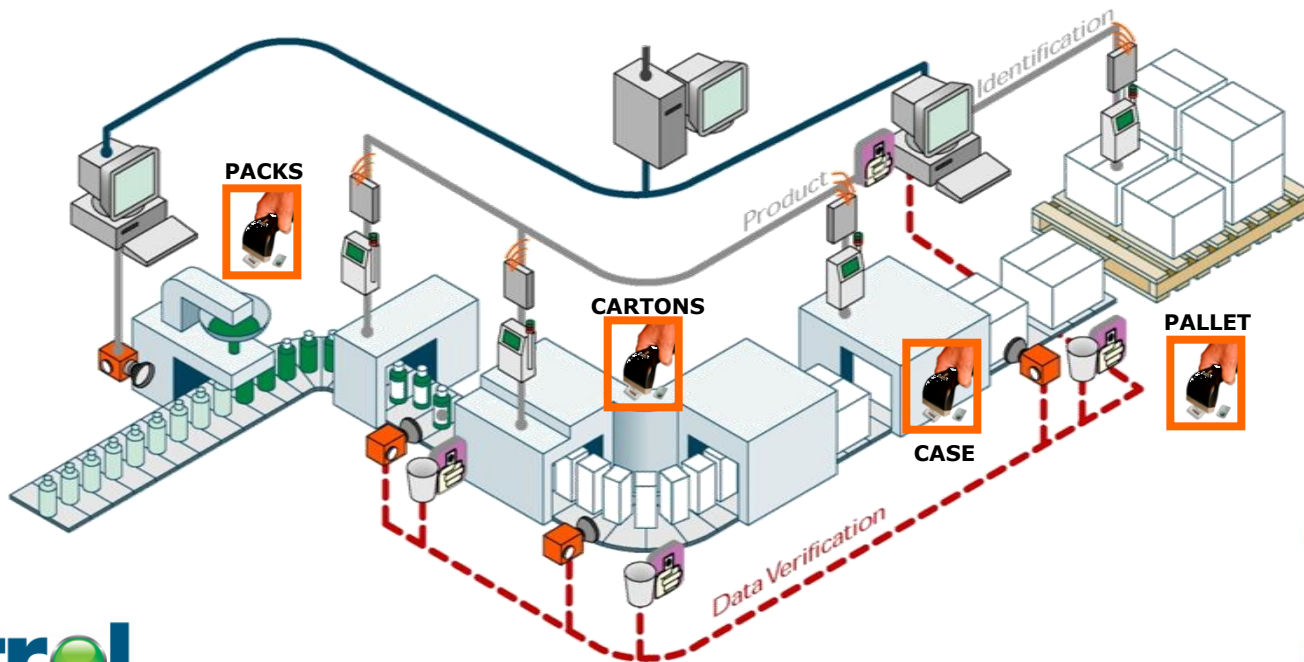 Identification
PACKS
Product
CARTONS
PALLET
CASE
Data Verification